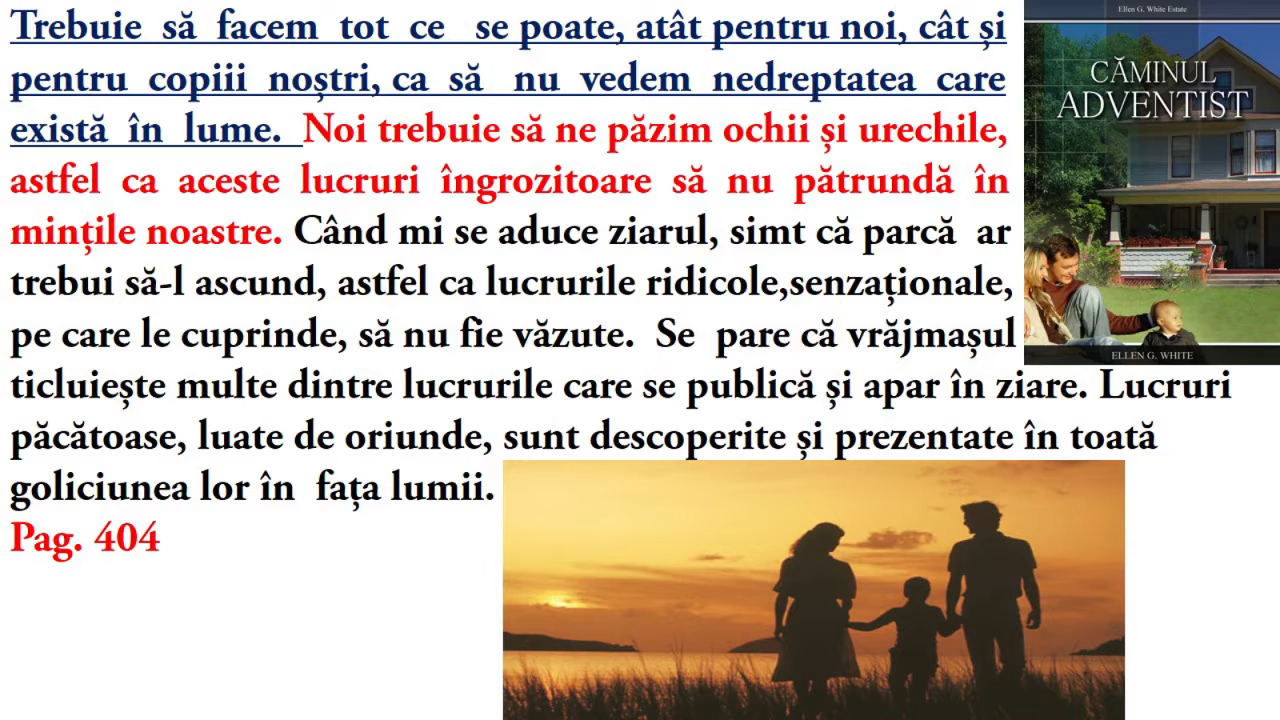 Trebuie să facem tot ce se poate, atât pentru noi, cât și
pentru copiii noștri, ca să nu vedem nedreptatea care
există în lume. Noi trebuie să ne păzim ochii și urechile,
astfel ca aceste lucruri îngrozitoare să nu pătrundă în
mințile noastre. Când mi se aduce ziarul, simt că parcă ar
trebui să-l ascund, astfel ca lucrurile ridicole,senzaționale,
pe care le cuprinde, să nu fie văzute. Se pare că vrăjmașul
ticluiește multe dintre lucrurile care se publică și apar în ziare. Lucruri
păcătoase, luate de oriunde, sunt descoperite și prezentate în toată
goliciunea lor în fața lumii.
Pag. 404
Ellen G. White Estate
CĂMINUL
ADVENTIST
ELLEN G. WHITE